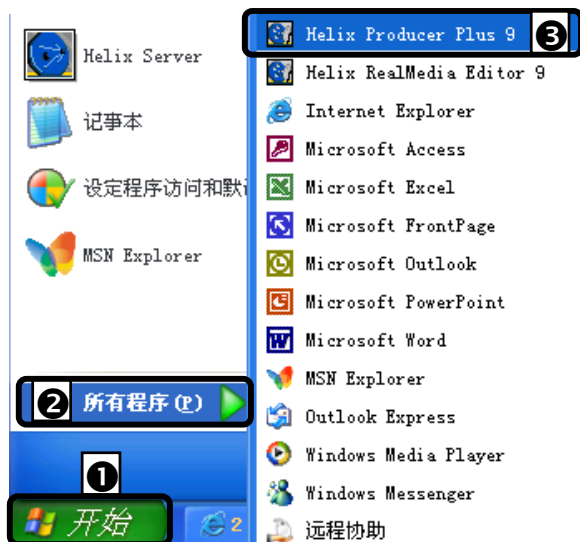 Helix Server
记事本
设定程序访问和默
MSN Explorer
❷ 所有程序(P)
❶
开始
2
Helix Producer Plus 9 ❸
Helix RealMedia Editor 9
Internet Explorer
Microsoft Access
Microsoft Excel
Microsoft FrontPage
Microsoft Outlook
Microsoft PowerPoint
Microsoft Word
MSN Explorer
Outlook Express
Windows Media Player
Windows Messenger
远程协助